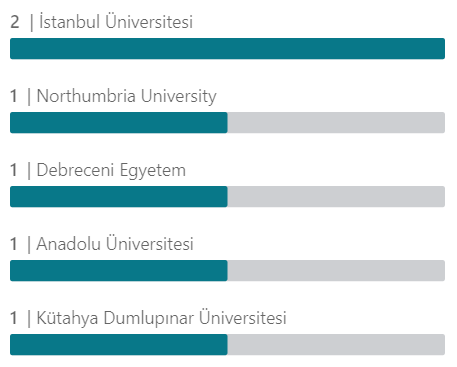 2 | İstanbul Üniversitesi
1 | Northumbria University
1 | Debreceni Egyetem
1 | Anadolu Üniversitesi
1 | Kütahya Dumlupınar Üniversitesi